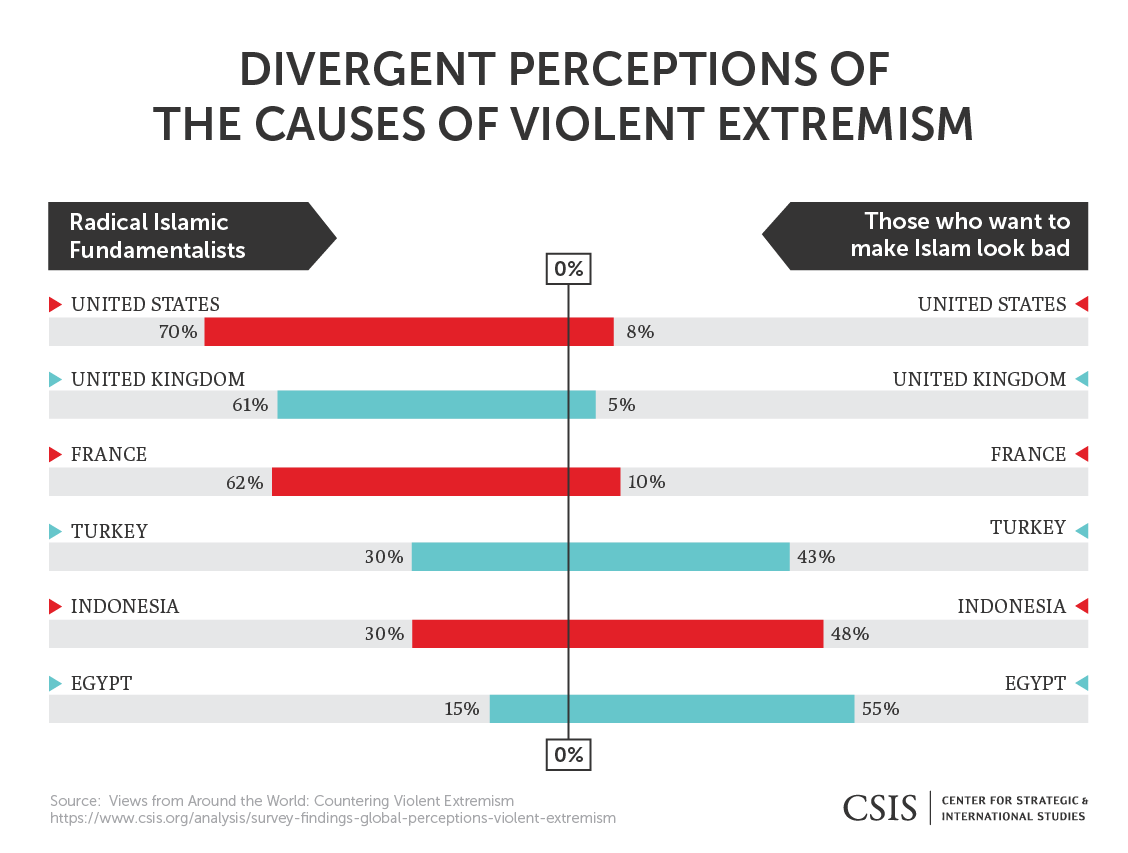 DIVERGENT PERCEPTIONS OF
THE CAUSES OF VIOLENT EXTREMISM
Radical Islamic
Fundamentalists
Those who want to
make Islam look bad
0%
UNITED STATES
UNITED STATES
70%
8%
UNITED KINGDOM
UNITED KINGDOM
61%
5%
FRANCE
FRANCE
62%
10%
TURKEY
TURKEY
30%
43%
INDONESIA
INDONESIA
30%
48%
EGYPT
EGYPT
15%
55%
0%
Source: Views from Around the World: Countering Violent Extremism
https://www.csis.org/analysis/survey-findings-global-perceptions-violent-extremism
CSIS
CENTER FOR STRATEGIC &
INTERNATIONAL STUDIES